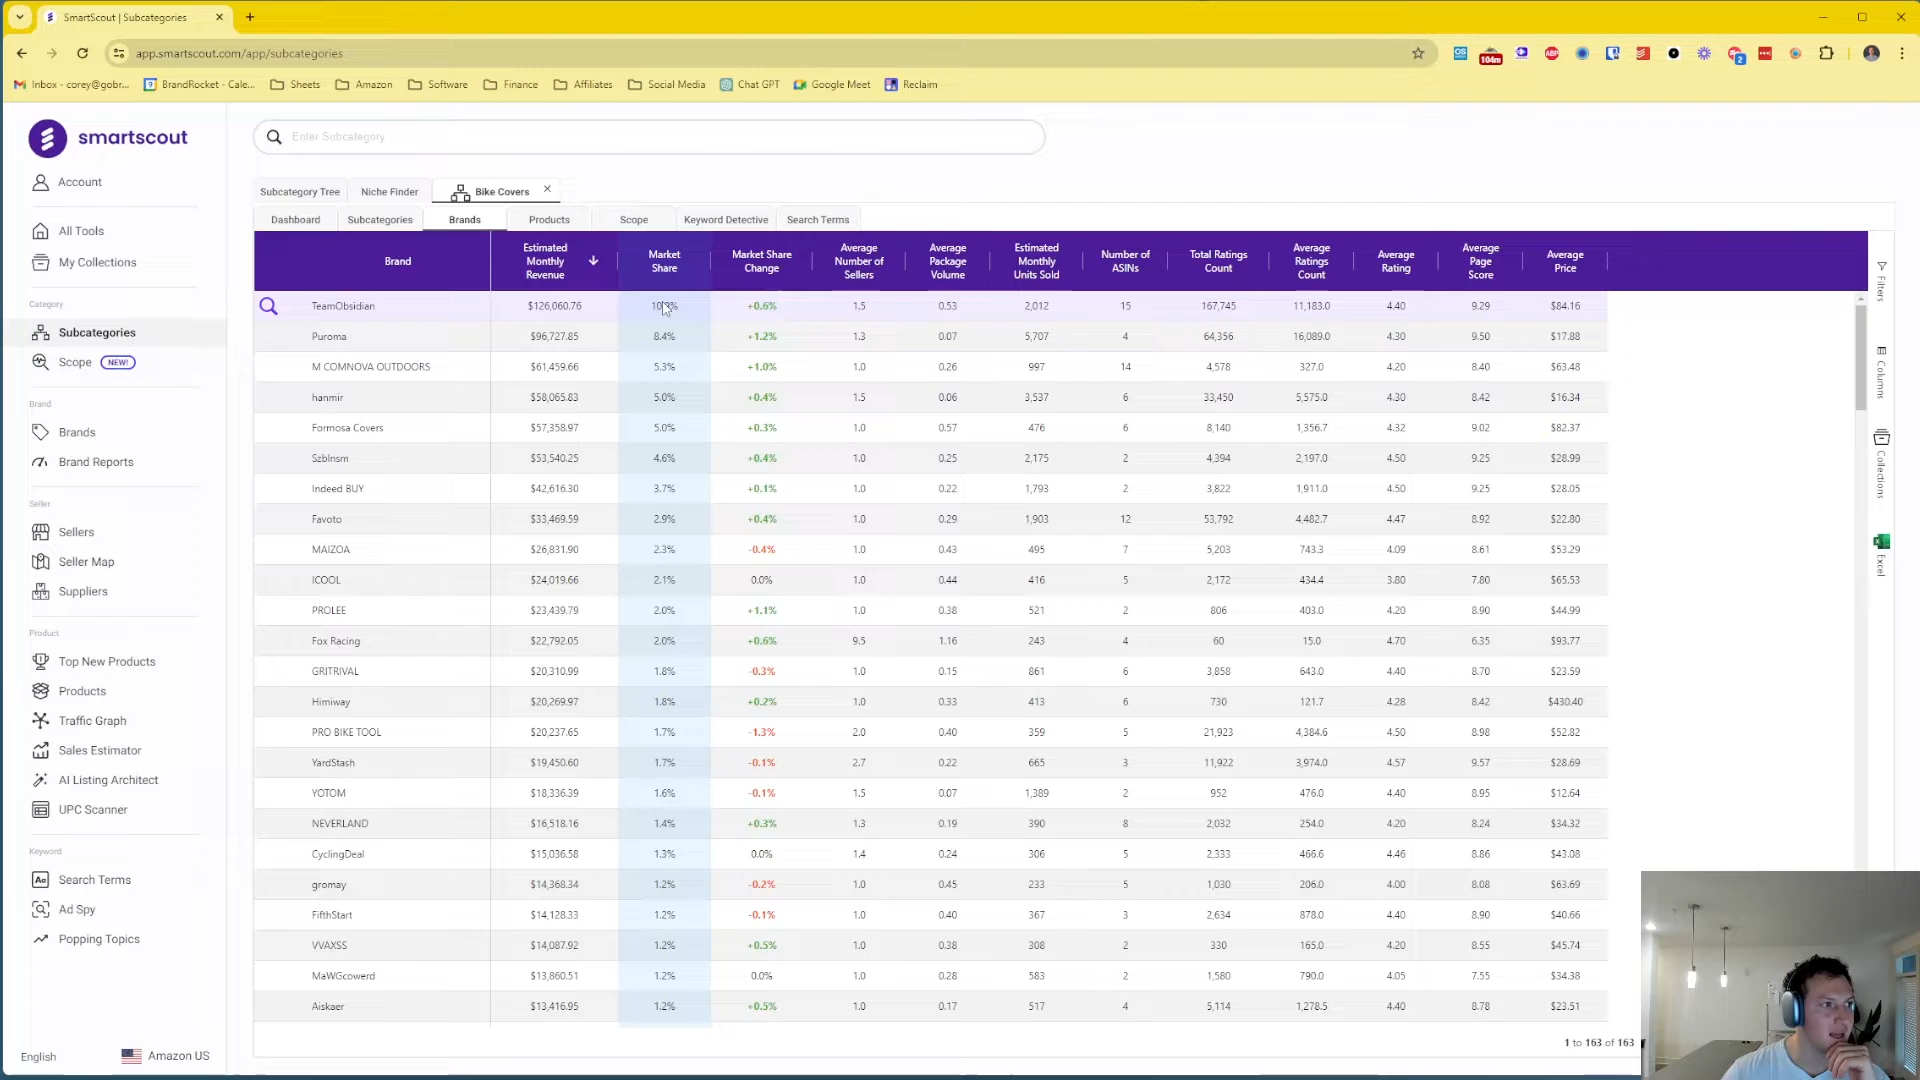 SmartScout | Subcategories
app.smartscout.com/app/subcategories
104m
ABP
2
Inbox - corey@gobr...
BrandRocket - Cale...
Sheets
Amazon
Software
Finance
Affiliates
Social Media
Chat GPT
Google Meet
Reclaim
smartscout
Enter Subcategory
Account
All Tools
My Collections
Category
Subcategories
Scope NEW!
Brand
Brands
Brand Reports
Seller
Sellers
Seller Map
Suppliers
Product
Top New Products
Products
Traffic Graph
Sales Estimator
AI Listing Architect
UPC Scanner
Keyword
Search Terms
Ad Spy
Popping Topics
English
Amazon US
Subcategory Tree Niche Finder Bike Covers
Dashboard Subcategories Brands Products Scope Keyword Detective Search Terms
Brand
Estimated Monthly Revenue
Market Share
Market Share Change
Average Number of Sellers
Average Package Volume
Estimated Monthly Units Sold
Number of ASINs
Total Ratings Count
Average Ratings Count
Average Rating
Average Page Score
Average Price
TeamObsidian $126,060.76 +0.6% 1.5 0.53 2,012 15 167,745 11,183.0 4.40 9.29 $84.16
Puroma $96,727.85 8.4% +1.2% 1.3 0.07 5,707 4 64,356 16,089.0 4.30 9.50 $17.88
M COMNOVA OUTDOORS $61,459.66 5.3% +1.0% 1.0 0.26 997 14 4,578 327.0 4.20 8.40 $63.48
hanmir $58,065.83 5.0% +0.4% 1.5 0.06 3,537 6 33,450 5,575.0 4.30 8.42 $16.34
Formosa Covers $57,358.97 5.0% +0.3% 1.0 0.57 476 6 8,140 1,356.7 4.32 9.02 $82.37
Szblnsm $53,540.25 4.6% +0.4% 1.0 0.25 2,175 2 4,394 2,197.0 4.50 9.25 $28.99
Indeed BUY $42,616.30 3.7% +0.1% 1.0 0.22 1,793 2 3,822 1,911.0 4.50 9.25 $28.05
Favoto $33,469.59 2.9% +0.4% 1.0 0.29 1,903 12 53,792 4,482.7 4.47 8.92 $22.80
MAIZOA $26,831.90 2.3% -0.4% 1.0 0.43 495 7 5,203 743.3 4.09 8.61 $53.29
ICOOL $24,019.66 2.1% 0.0% 1.0 0.44 416 5 2,172 434.4 3.80 7.80 $65.53
PROLEE $23,439.79 2.0% +1.1% 1.0 0.38 521 2 806 403.0 4.20 8.90 $44.99
Fox Racing $22,792.05 2.0% +0.6% 9.5 1.16 243 4 60 15.0 4.70 6.35 $93.77
GRITRIVAL $20,310.99 1.8% -0.3% 1.0 0.15 861 6 3,858 643.0 4.40 8.70 $23.59
Himiway $20,269.97 1.8% +0.2% 1.0 0.33 413 6 730 121.7 4.28 8.42 $430.40
PRO BIKE TOOL $20,237.65 1.7% -1.3% 2.0 0.40 359 5 21,923 4,384.6 4.50 8.98 $52.82
YardStash $19,450.60 1.7% -0.1% 2.7 0.22 665 3 11,922 3,974.0 4.57 9.57 $28.69
YOTOM $18,336.39 1.6% -0.1% 1.5 0.07 1,389 2 952 476.0 4.40 8.95 $12.64
NEVERLAND $16,518.16 1.4% +0.3% 1.3 0.19 390 8 2,032 254.0 4.20 8.24 $34.32
CyclingDeal $15,036.58 1.3% 0.0% 1.4 0.24 306 5 2,333 466.6 4.46 8.86 $43.08
gromay $14,368.34 1.2% -0.2% 1.0 0.45 233 5 1,030 206.0 4.00 8.08 $63.69
FifthStart $14,128.33 1.2% -0.1% 1.0 0.40 367 3 2,634 878.0 4.40 8.90 $40.66
VVAXSS $14,087.92 1.2% +0.5% 1.0 0.38 308 2 330 165.0 4.20 8.55 $45.74
MaWGcowerd $13,860.51 1.2% 0.0% 1.0 0.28 583 2 1,580 790.0 4.05 7.55 $34.38
Aiskaer $13,416.95 1.2% +0.5% 1.0 0.17 517 4 5,114 1,278.5 4.40 8.78 $23.51
1 to 163 of 163
Filters
Columns
Collections
Excel